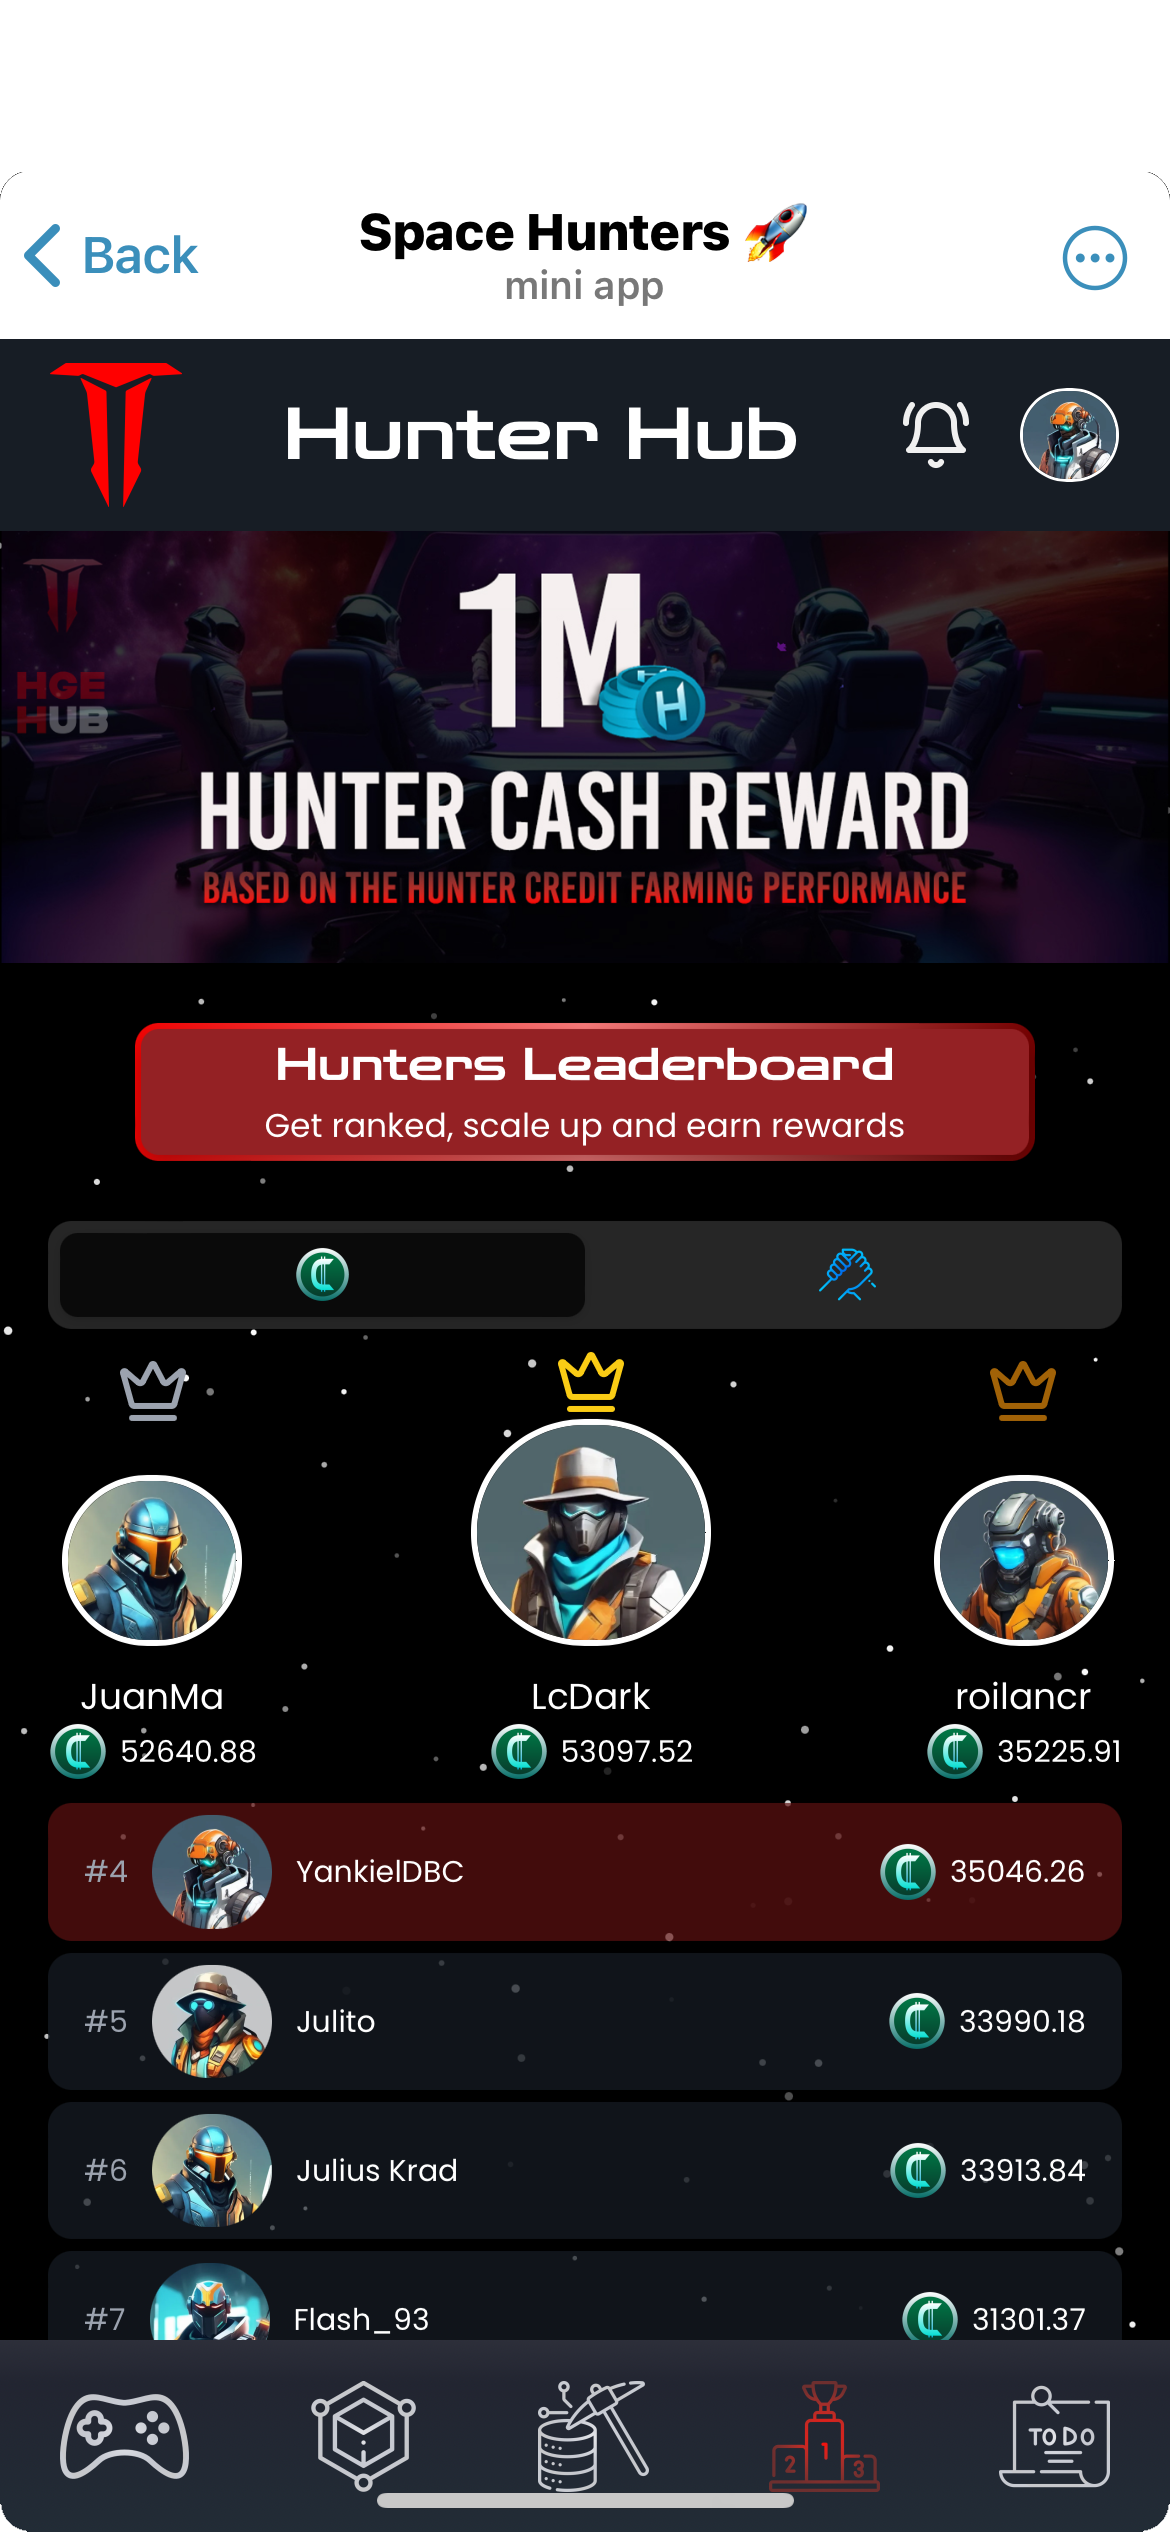 Back
Space Hunters 🚀
mini app
Hunter Hub
HGE
HUB
1M
HUNTER CASH REWARD
BASED ON THE HUNTER CREDIT FARMING PERFORMANCE
Hunters Leaderboard
Get ranked, scale up and earn rewards
JuanMa
52640.88
LcDark
53097.52
roilancr
35225.91
#4 YankielDBC 35046.26
#5 Julito 33990.18
#6 Julius Krad 33913.84
#7 Flash_93 31301.37
2 1 3
TO DO